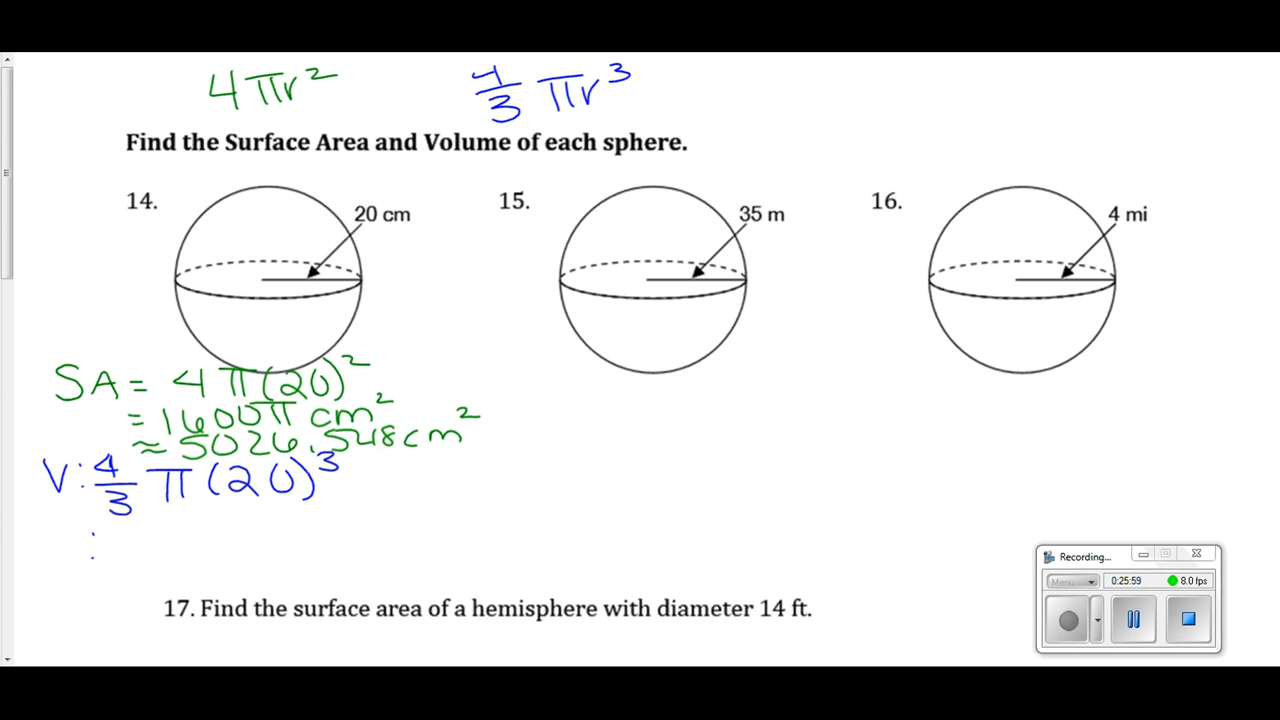 4πr² 4/3 πr³
Find the Surface Area and Volume of each sphere.
14. 20 cm 15. 35 m 16. 4 mi
SA = 4π(20)²
= 1600π cm²
≈ 5026.548cm²
V: 4/3 π(20)³
:
Recording...
Menu 0:25:59 8.0 fps
17. Find the surface area of a hemisphere with diameter 14 ft.